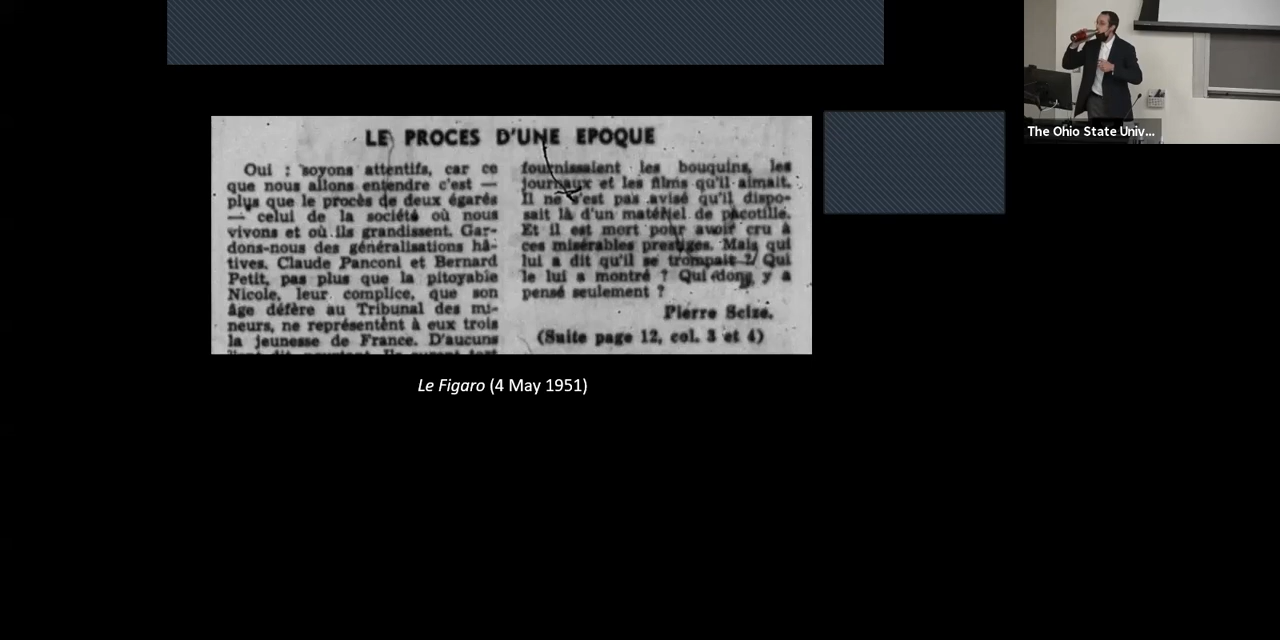 LE PROCES D'UNE EPOQUE
Oui : soyons attentifs, car ce
que nous allons entendre c'est —
plus que le procès de deux égarés
— celui de la société où nous
vivons et où ils grandissent. Gar-
dons-nous des généralisations hâ-
tives. Claude Panconi et Bernard
Petit, pas plus que la pitoyable
Nicole, leur complice, que son
âge défère au Tribunal des mi-
neurs, ne représentent à eux trois
la jeunesse de France. D'aucuns
fournissaient les bouquins, les
journaux et les films qu'il aimait.
Il ne s'est pas avisé qu'il dispo-
sait là d'un matériel de pacotille.
Et il est mort pour avoir cru à
ces misérables prestiges. Mais qui
lui a dit qu'il se trompait ? Qui
le lui a montré ? Qui donc y a
pensé seulement ?
Pierre Scize.
(Suite page 12, col. 3 et 4)
Le Figaro (4 May 1951)
The Ohio State Univ...